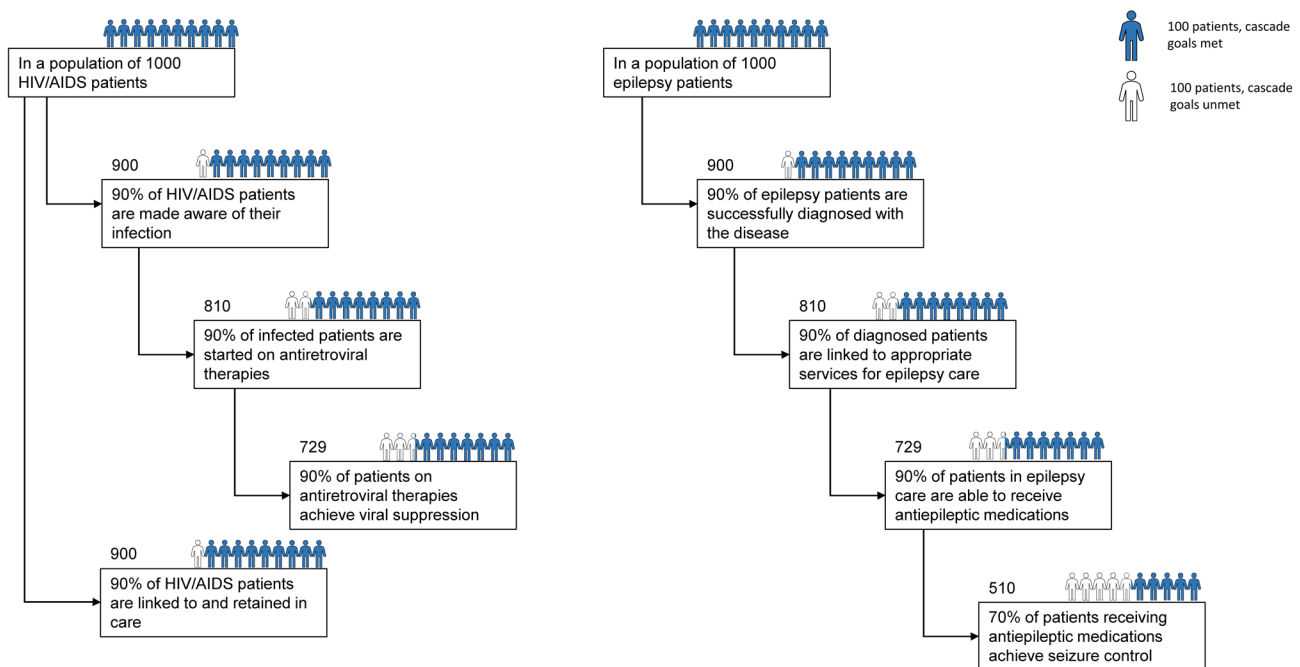 In a population of 1000
HIV/AIDS patients
900
90% of HIV/AIDS patients
are made aware of their
infection
810
90% of infected patients are
started on antiretroviral
therapies
729
90% of patients on
antiretroviral therapies
achieve viral suppression
900
90% of HIV/AIDS patients
are linked to and retained in
care
In a population of 1000
epilepsy patients
900
90% of epilepsy patients are
successfully diagnosed with
the disease
810
90% of diagnosed patients
are linked to appropriate
services for epilepsy care
729
90% of patients in epilepsy
care are able to receive
antiepileptic medications
510
70% of patients receiving
antiepileptic medications
achieve seizure control
100 patients, cascade
goals met
100 patients, cascade
goals unmet